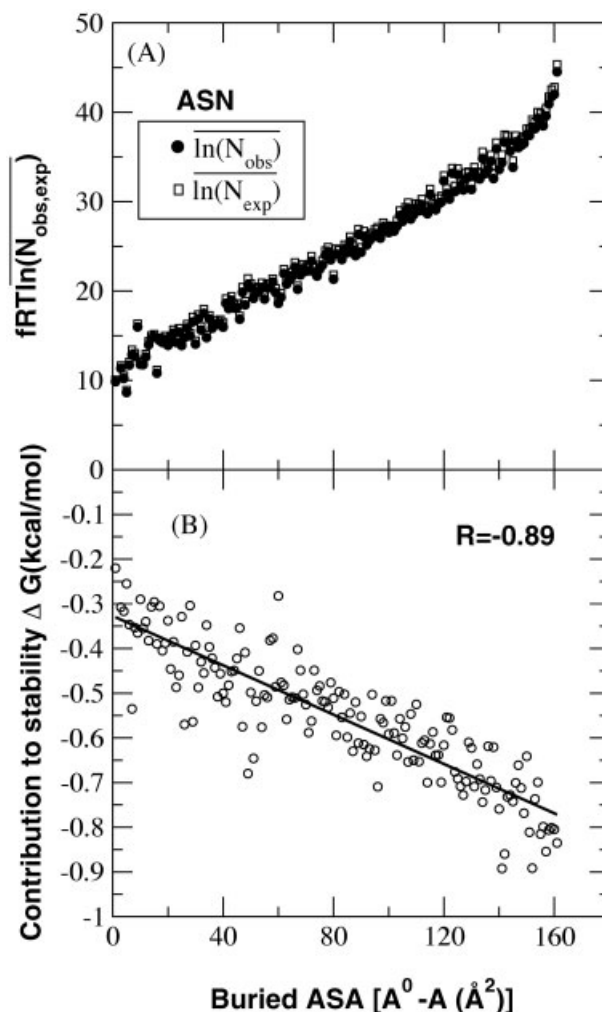 50
(A)
ASN
ln(N_obs)
ln(N_exp)
40
30
20
10
0
fRTln(N_obs,exp)
(B)
R=-0.89
-0.1
-0.2
-0.3
-0.4
-0.5
-0.6
-0.7
-0.8
-0.9
-1
Contribution to stability Δ G(kcal/mol)
0 40 80 120 160
Buried ASA [A⁰ -A (Å²)]